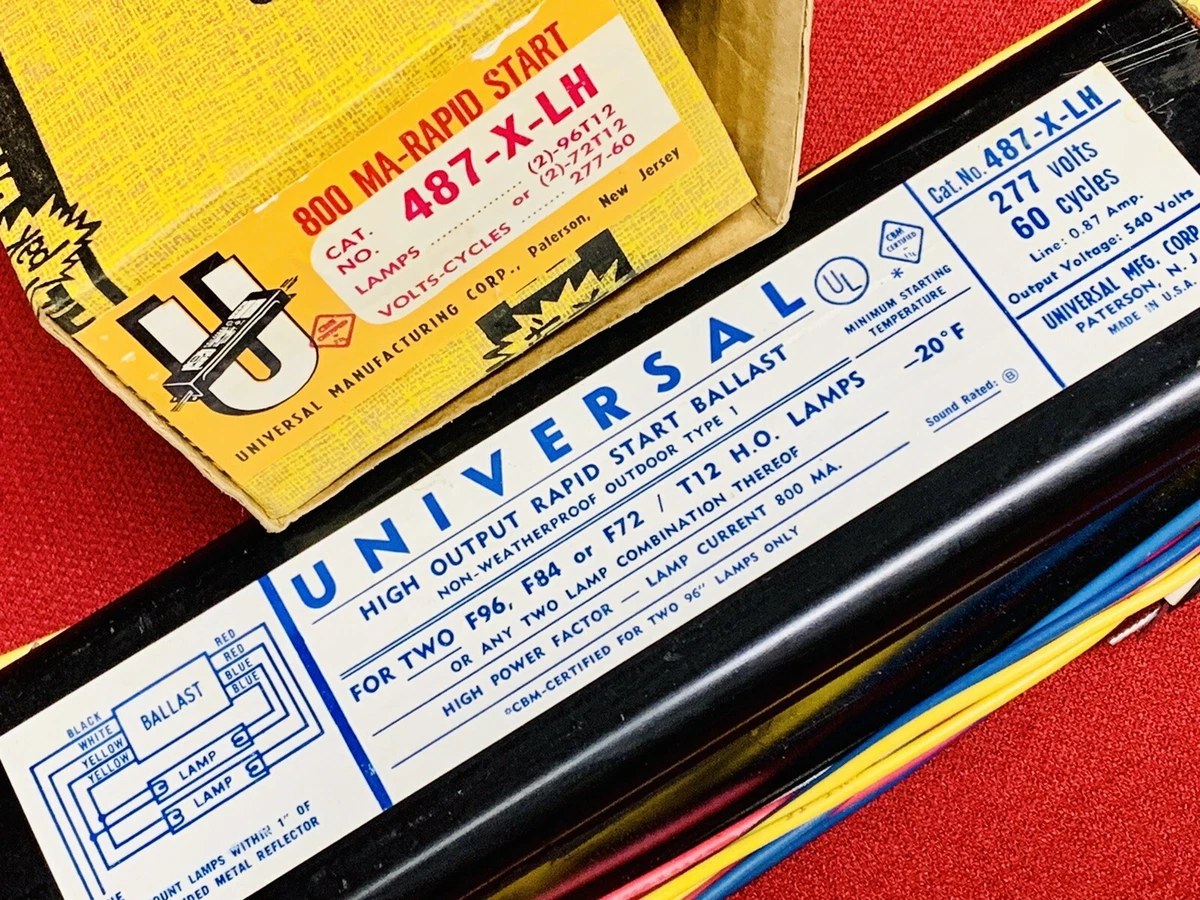 800 MA-RAPID START
CAT. NO. 487-X-LH
LAMPS ............ (2)-96T12
or (2)-72T12
VOLTS-CYCLES ........ 277-60
UNIVERSAL MANUFACTURING CORP., Paterson, New Jersey
U
UNIVERSAL
UL
CBM
CERTIFIED
*
HIGH OUTPUT RAPID START BALLAST
NON-WEATHERPROOF OUTDOOR TYPE 1
MINIMUM STARTING
TEMPERATURE
-20°F
FOR TWO F96, F84 or F72 / T12 H.O. LAMPS
OR ANY TWO LAMP COMBINATION THEREOF
HIGH POWER FACTOR — LAMP CURRENT 800 MA.
*CBM-CERTIFIED FOR TWO 96" LAMPS ONLY
Sound Rated: B
Cat. No. 487-X-LH
277 volts
60 cycles
Line: 0.87 Amp.
Output Voltage: 540 Volts
UNIVERSAL MFG. CORP.
PATERSON, N. J.
MADE IN U.S.A.
BALLAST
RED
RED
BLUE
BLUE
BLACK
WHITE
YELLOW
YELLOW
LAMP
LAMP
OUNT LAMPS WITHIN 1" OF
DED METAL REFLECTOR